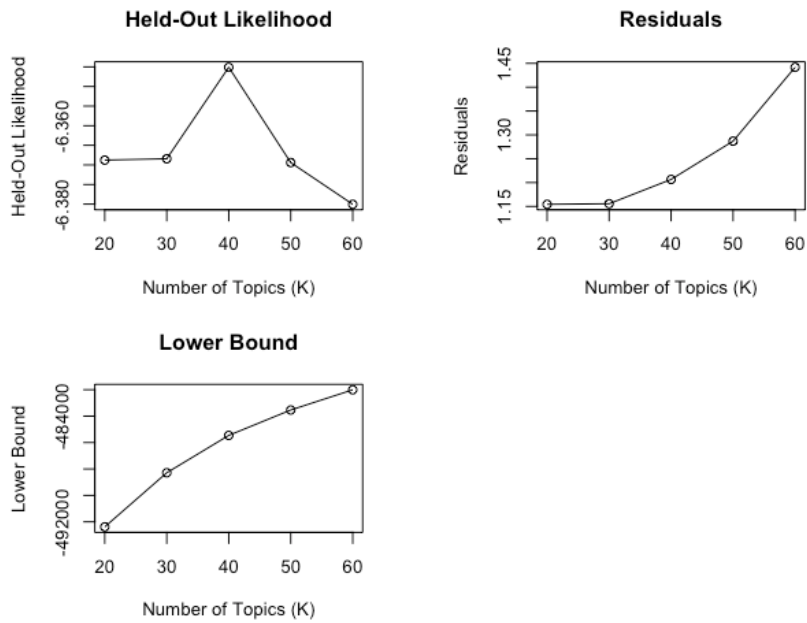 Held-Out Likelihood
Held-Out Likelihood
-6.360
-6.380
20 30 40 50 60
Number of Topics (K)
Residuals
Residuals
1.45
1.30
1.15
20 30 40 50 60
Number of Topics (K)
Lower Bound
Lower Bound
-484000
-492000
20 30 40 50 60
Number of Topics (K)